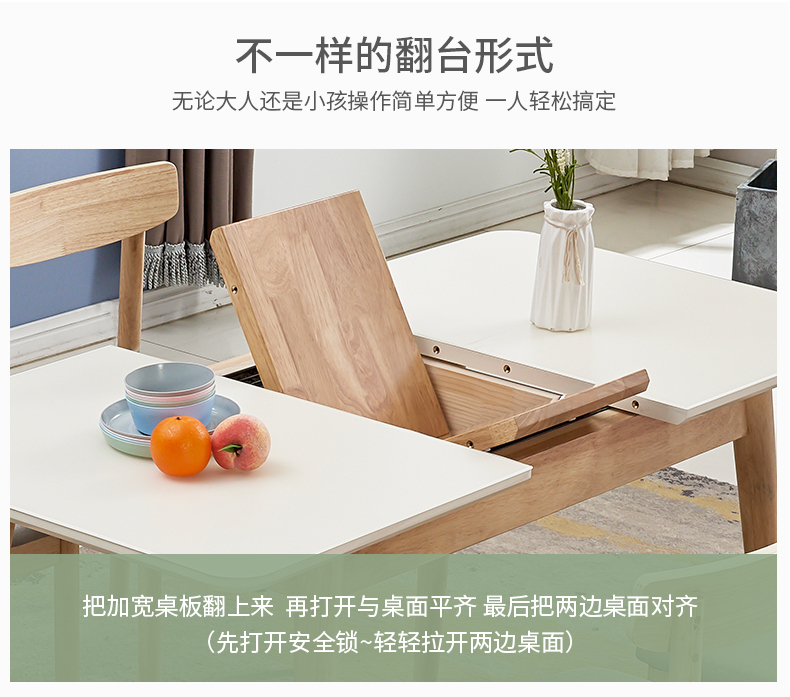 不一样的翻台形式
无论大人还是小孩操作简单方便 一人轻松搞定
把加宽桌板翻上来 再打开与桌面平齐 最后把两边桌面对齐
（先打开安全锁~轻轻拉开两边桌面）